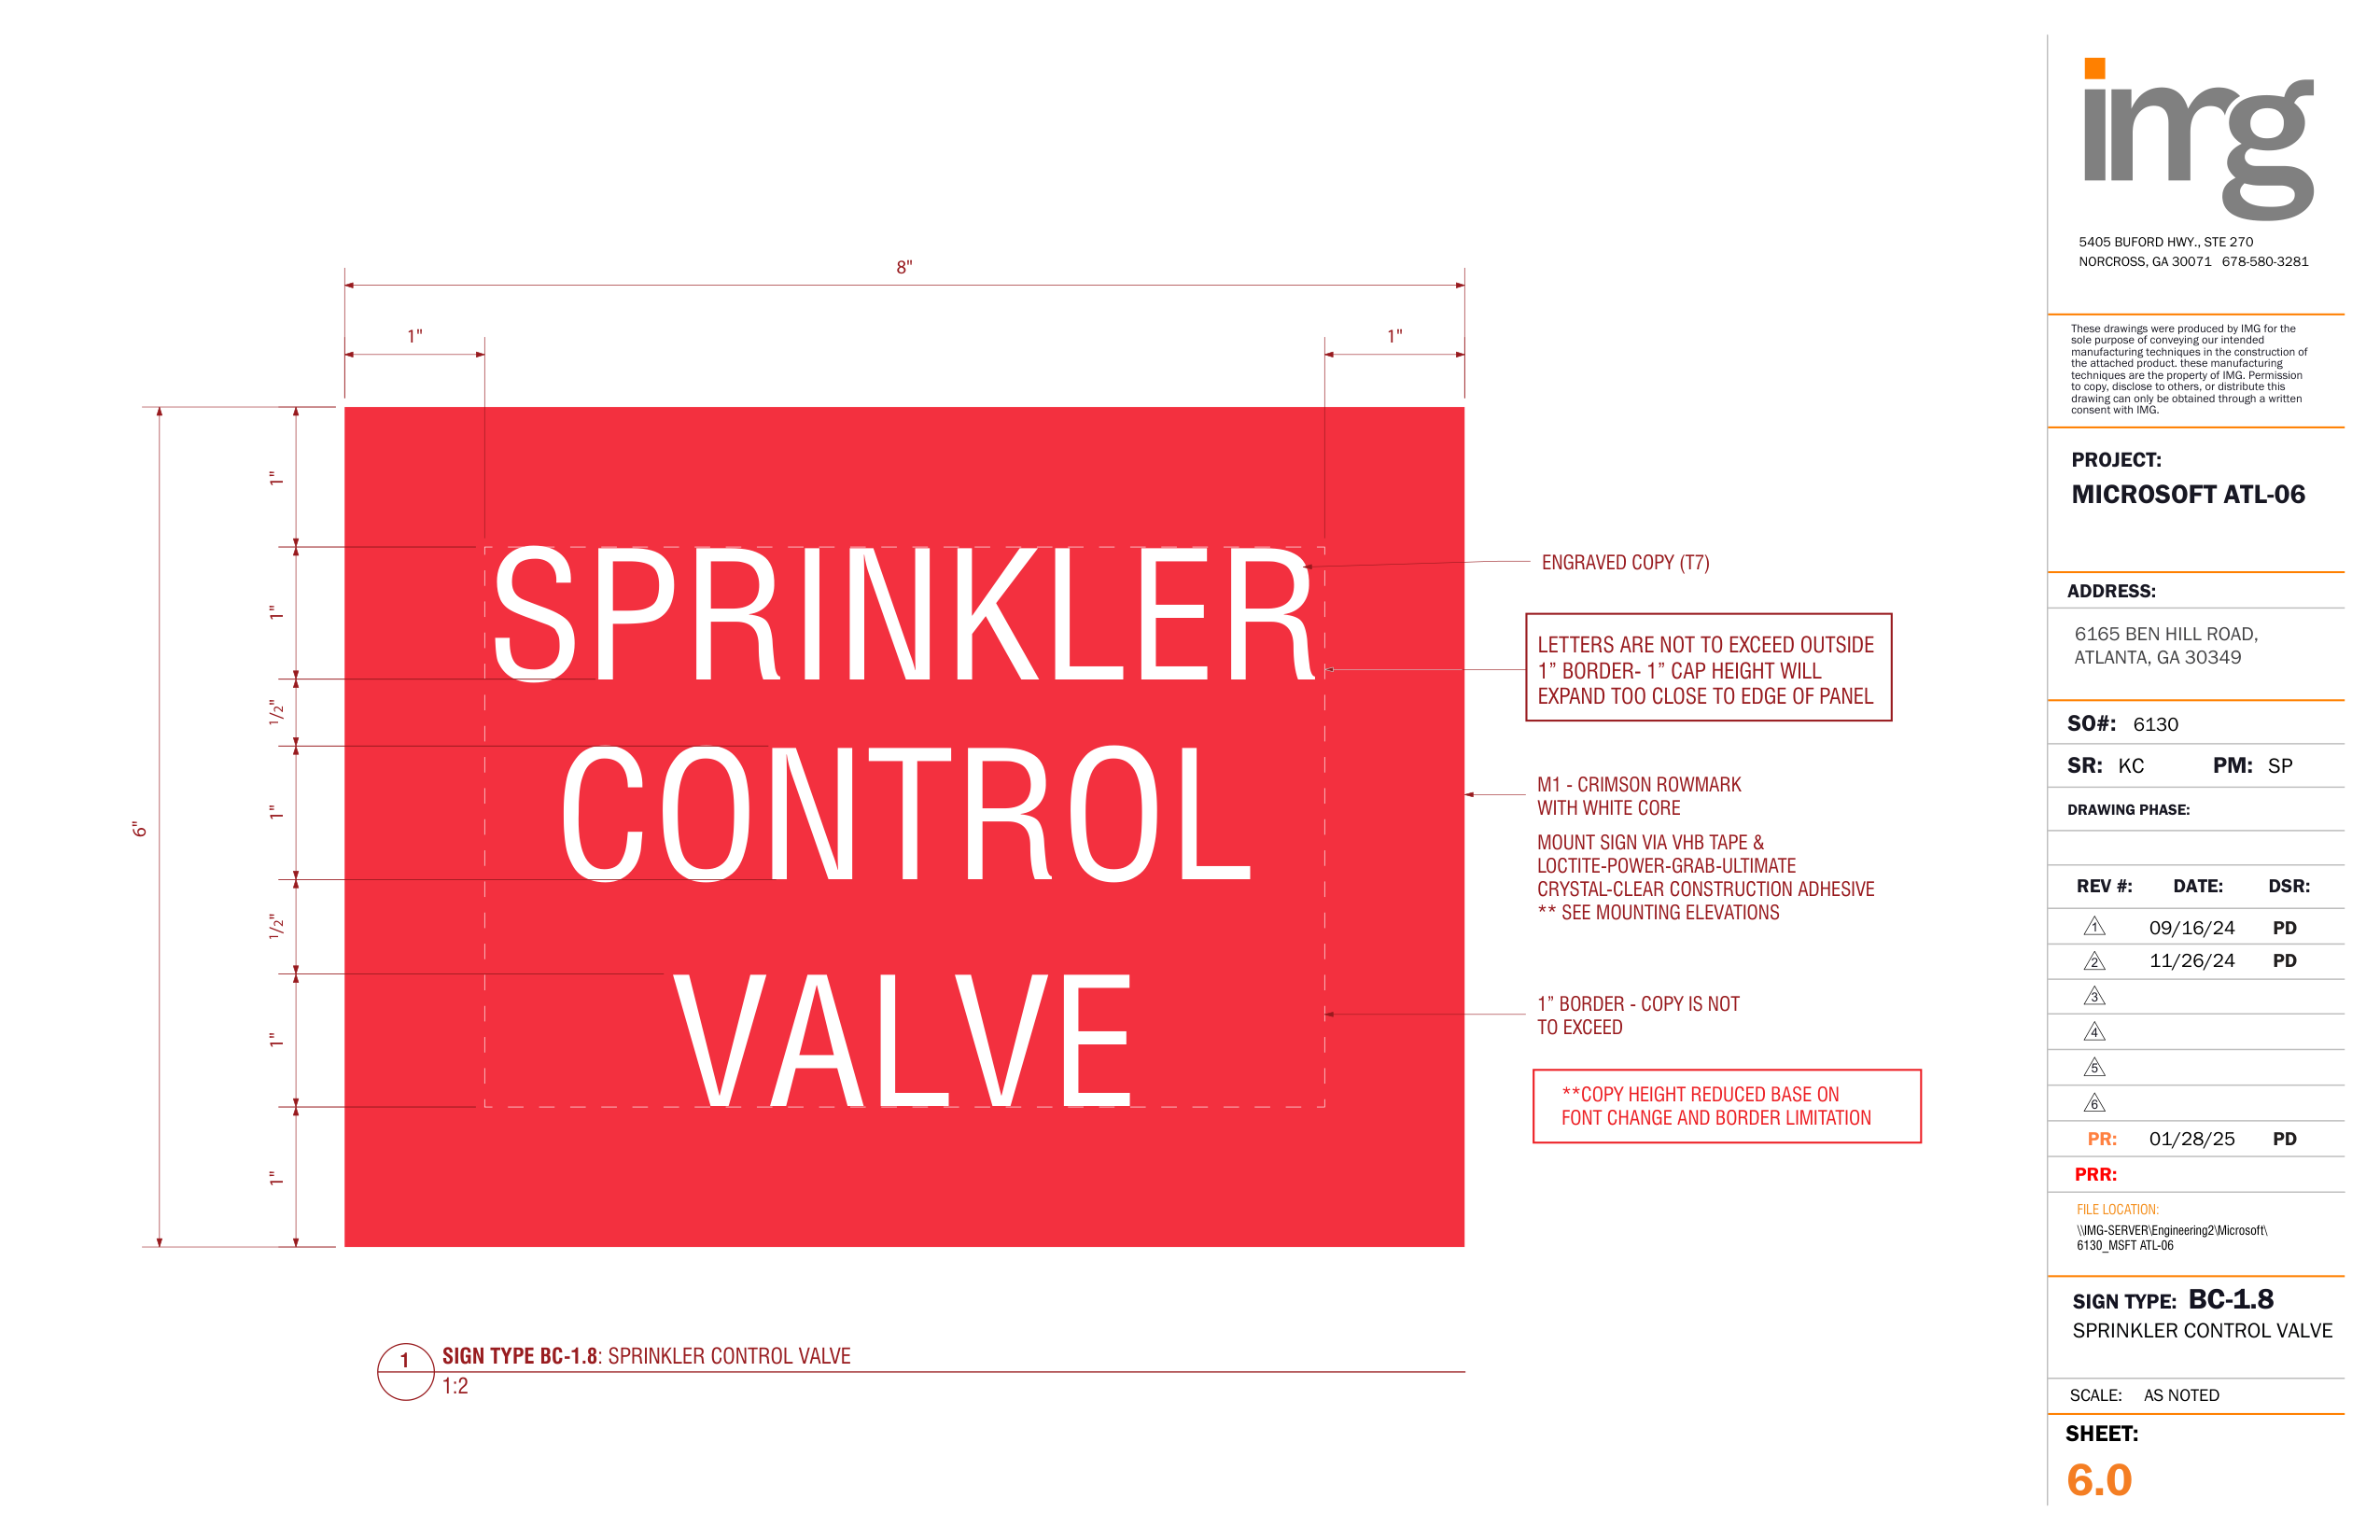 8"
1"
1"
6"
1"
1"
1/2"
1"
1/2"
1"
1"
SPRINKLER
CONTROL
VALVE
ENGRAVED COPY (T7)
LETTERS ARE NOT TO EXCEED OUTSIDE
1” BORDER- 1” CAP HEIGHT WILL
EXPAND TOO CLOSE TO EDGE OF PANEL
M1 - CRIMSON ROWMARK
WITH WHITE CORE
MOUNT SIGN VIA VHB TAPE &
LOCTITE-POWER-GRAB-ULTIMATE
CRYSTAL-CLEAR CONSTRUCTION ADHESIVE
** SEE MOUNTING ELEVATIONS
1” BORDER - COPY IS NOT
TO EXCEED
**COPY HEIGHT REDUCED BASE ON
FONT CHANGE AND BORDER LIMITATION
1
SIGN TYPE BC-1.8: SPRINKLER CONTROL VALVE
1:2
img
5405 BUFORD HWY., STE 270
NORCROSS, GA 30071 678-580-3281
These drawings were produced by IMG for the
sole purpose of conveying our intended
manufacturing techniques in the construction of
the attached product. these manufacturing
techniques are the property of IMG. Permission
to copy, disclose to others, or distribute this
drawing can only be obtained through a written
consent with IMG.
PROJECT:
MICROSOFT ATL-06
ADDRESS:
6165 BEN HILL ROAD,
ATLANTA, GA 30349
SO#: 6130
SR: KC PM: SP
DRAWING PHASE:
REV #: DATE: DSR:
1 09/16/24 PD
2 11/26/24 PD
3
4
5
6
PR: 01/28/25 PD
PRR:
FILE LOCATION:
\\IMG-SERVER\Engineering2\Microsoft\
6130_MSFT ATL-06
SIGN TYPE: BC-1.8
SPRINKLER CONTROL VALVE
SCALE: AS NOTED
SHEET:
6.0